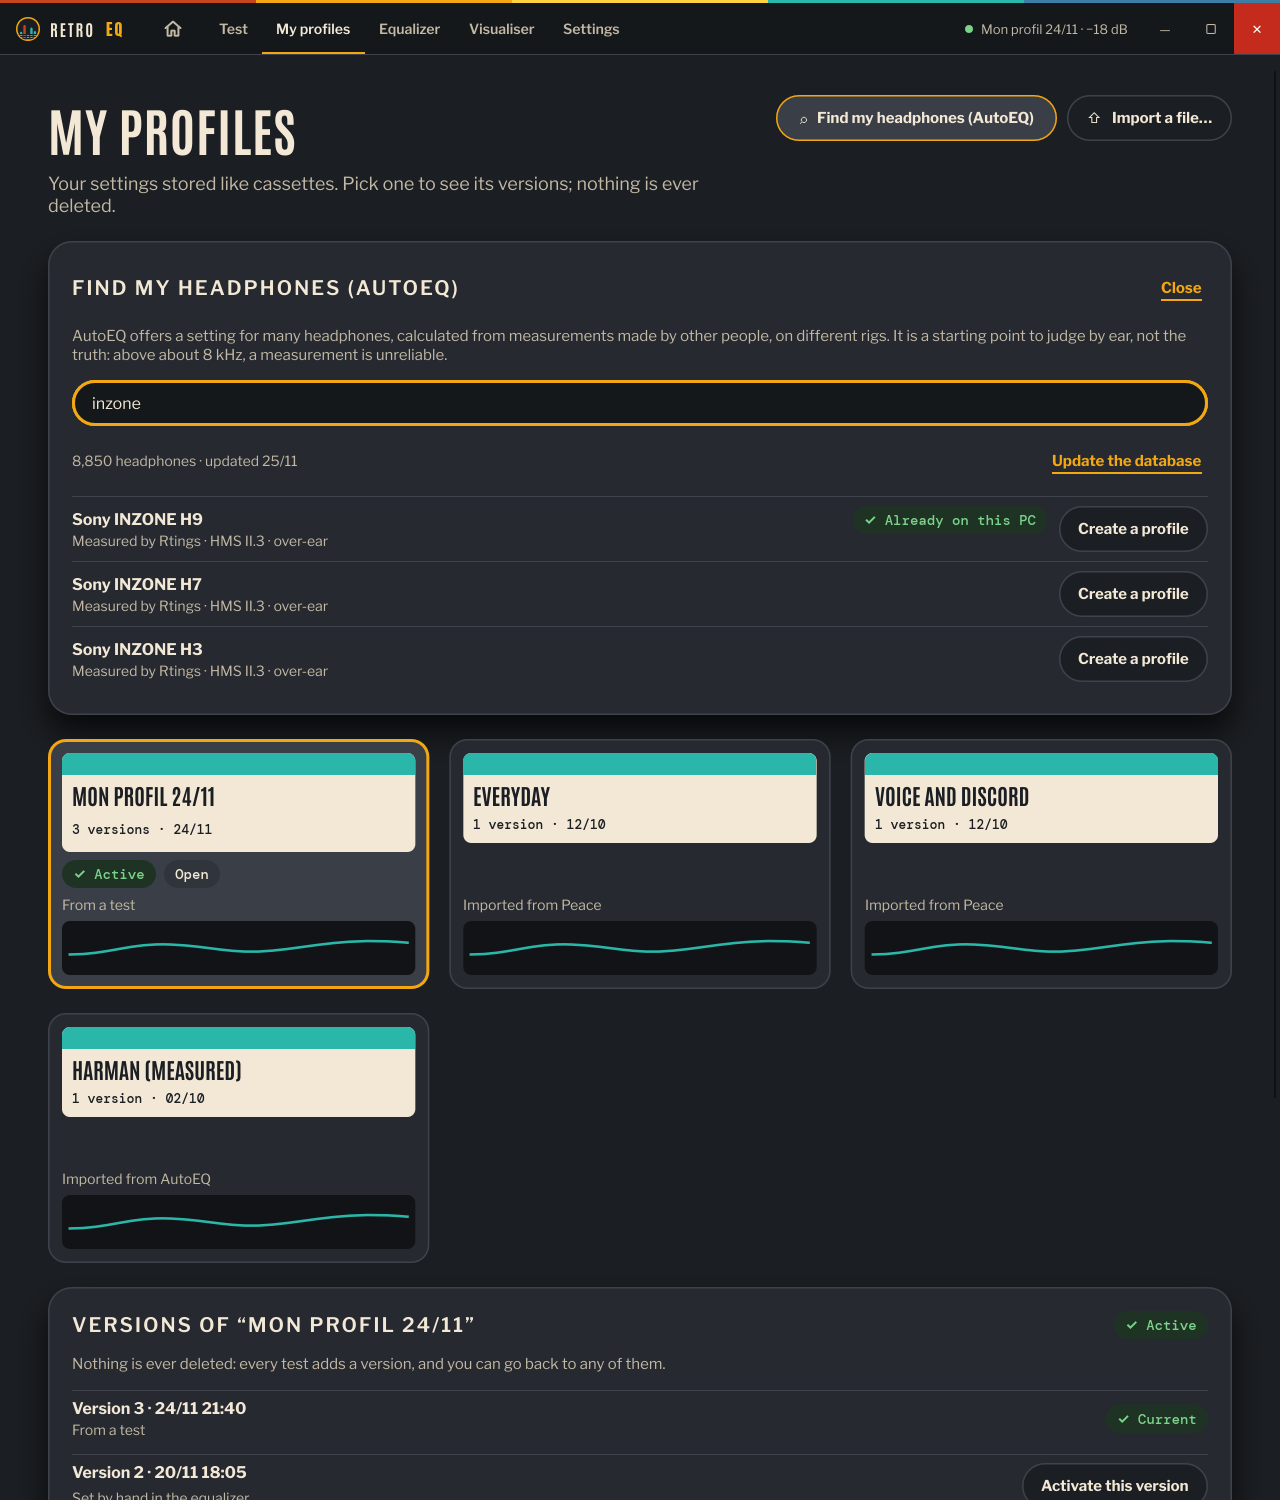 RETRO EQ
Test
My profiles
Equalizer
Visualiser
Settings
Mon profil 24/11 · −18 dB
MY PROFILES
Find my headphones (AutoEQ)
Import a file...
Your settings stored like cassettes. Pick one to see its versions; nothing is ever
deleted.
FIND MY HEADPHONES (AUTOEQ)
Close
AutoEQ offers a setting for many headphones, calculated from measurements made by other people, on different rigs. It is a starting point to judge by ear, not the
truth: above about 8 kHz, a measurement is unreliable.
inzone
8,850 headphones · updated 25/11
Update the database
Sony INZONE H9
Measured by Rtings · HMS II.3 · over-ear
✓ Already on this PC
Create a profile
Sony INZONE H7
Measured by Rtings · HMS II.3 · over-ear
Create a profile
Sony INZONE H3
Measured by Rtings · HMS II.3 · over-ear
Create a profile
MON PROFIL 24/11
3 versions · 24/11
✓ Active
Open
From a test
EVERYDAY
1 version · 12/10
Imported from Peace
VOICE AND DISCORD
1 version · 12/10
Imported from Peace
HARMAN (MEASURED)
1 version · 02/10
Imported from AutoEQ
VERSIONS OF “MON PROFIL 24/11”
✓ Active
Nothing is ever deleted: every test adds a version, and you can go back to any of them.
Version 3 · 24/11 21:40
From a test
✓ Current
Version 2 · 20/11 18:05
Set by hand in the equalizer
Activate this version